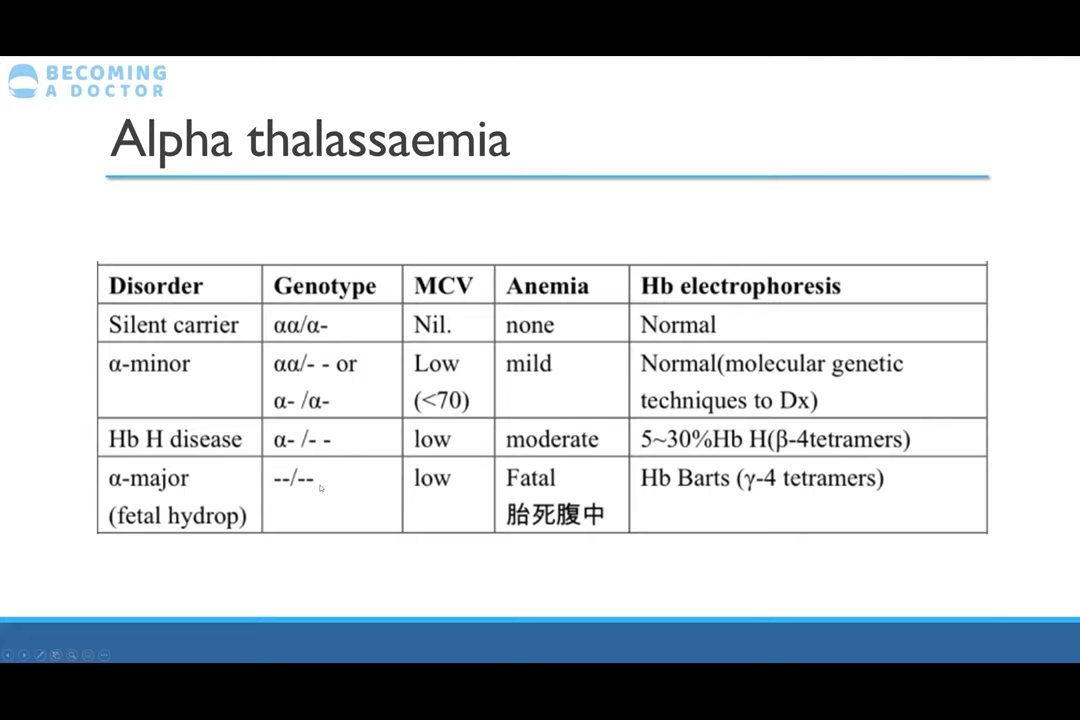 BECOMING
A DOCTOR
Alpha thalassaemia
Disorder Genotype MCV Anemia Hb electrophoresis
Silent carrier αα/α- Nil. none Normal
α-minor αα/- - or Low mild Normal(molecular genetic
α- /α- (<70) techniques to Dx)
Hb H disease α- /- - low moderate 5~30%Hb H(β-4tetramers)
α-major --/-- low Fatal Hb Barts (γ-4 tetramers)
(fetal hydrop) 胎死腹中